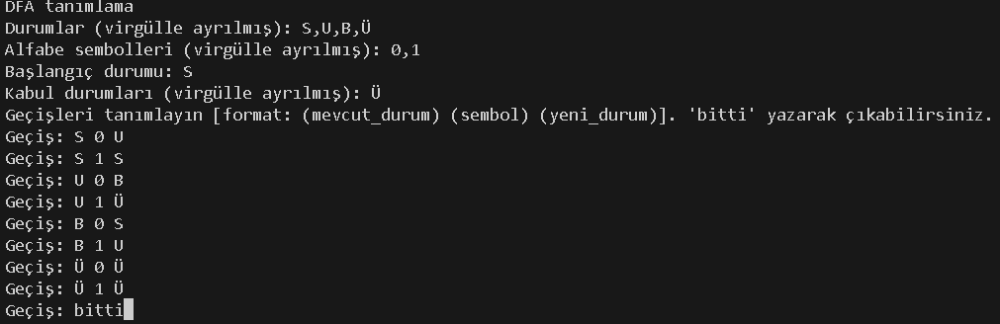 DFA tanımlama
Durumlar (virgülle ayrılmış): S,U,B,Ü
Alfabe sembolleri (virgülle ayrılmış): 0,1
Başlangıç durumu: S
Kabul durumları (virgülle ayrılmış): Ü
Geçişleri tanımlayın [format: (mevcut_durum) (sembol) (yeni_durum)]. 'bitti' yazarak çıkabilirsiniz.
Geçiş: S 0 U
Geçiş: S 1 S
Geçiş: U 0 B
Geçiş: U 1 Ü
Geçiş: B 0 S
Geçiş: B 1 U
Geçiş: Ü 0 Ü
Geçiş: Ü 1 Ü
Geçiş: bitti